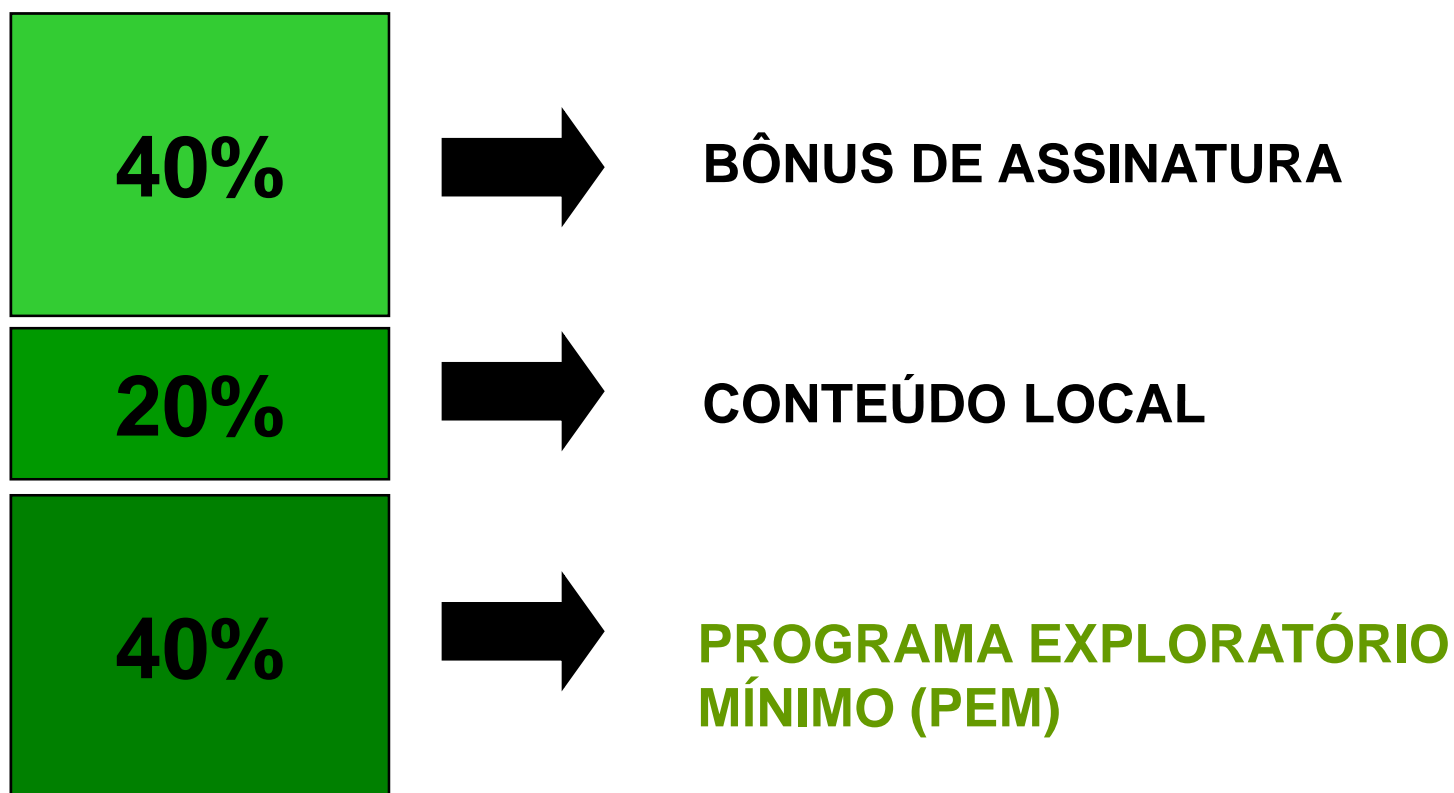 40%
BÔNUS DE ASSINATURA
20%
CONTEÚDO LOCAL
40%
PROGRAMA EXPLORATÓRIO
MÍNIMO (PEM)